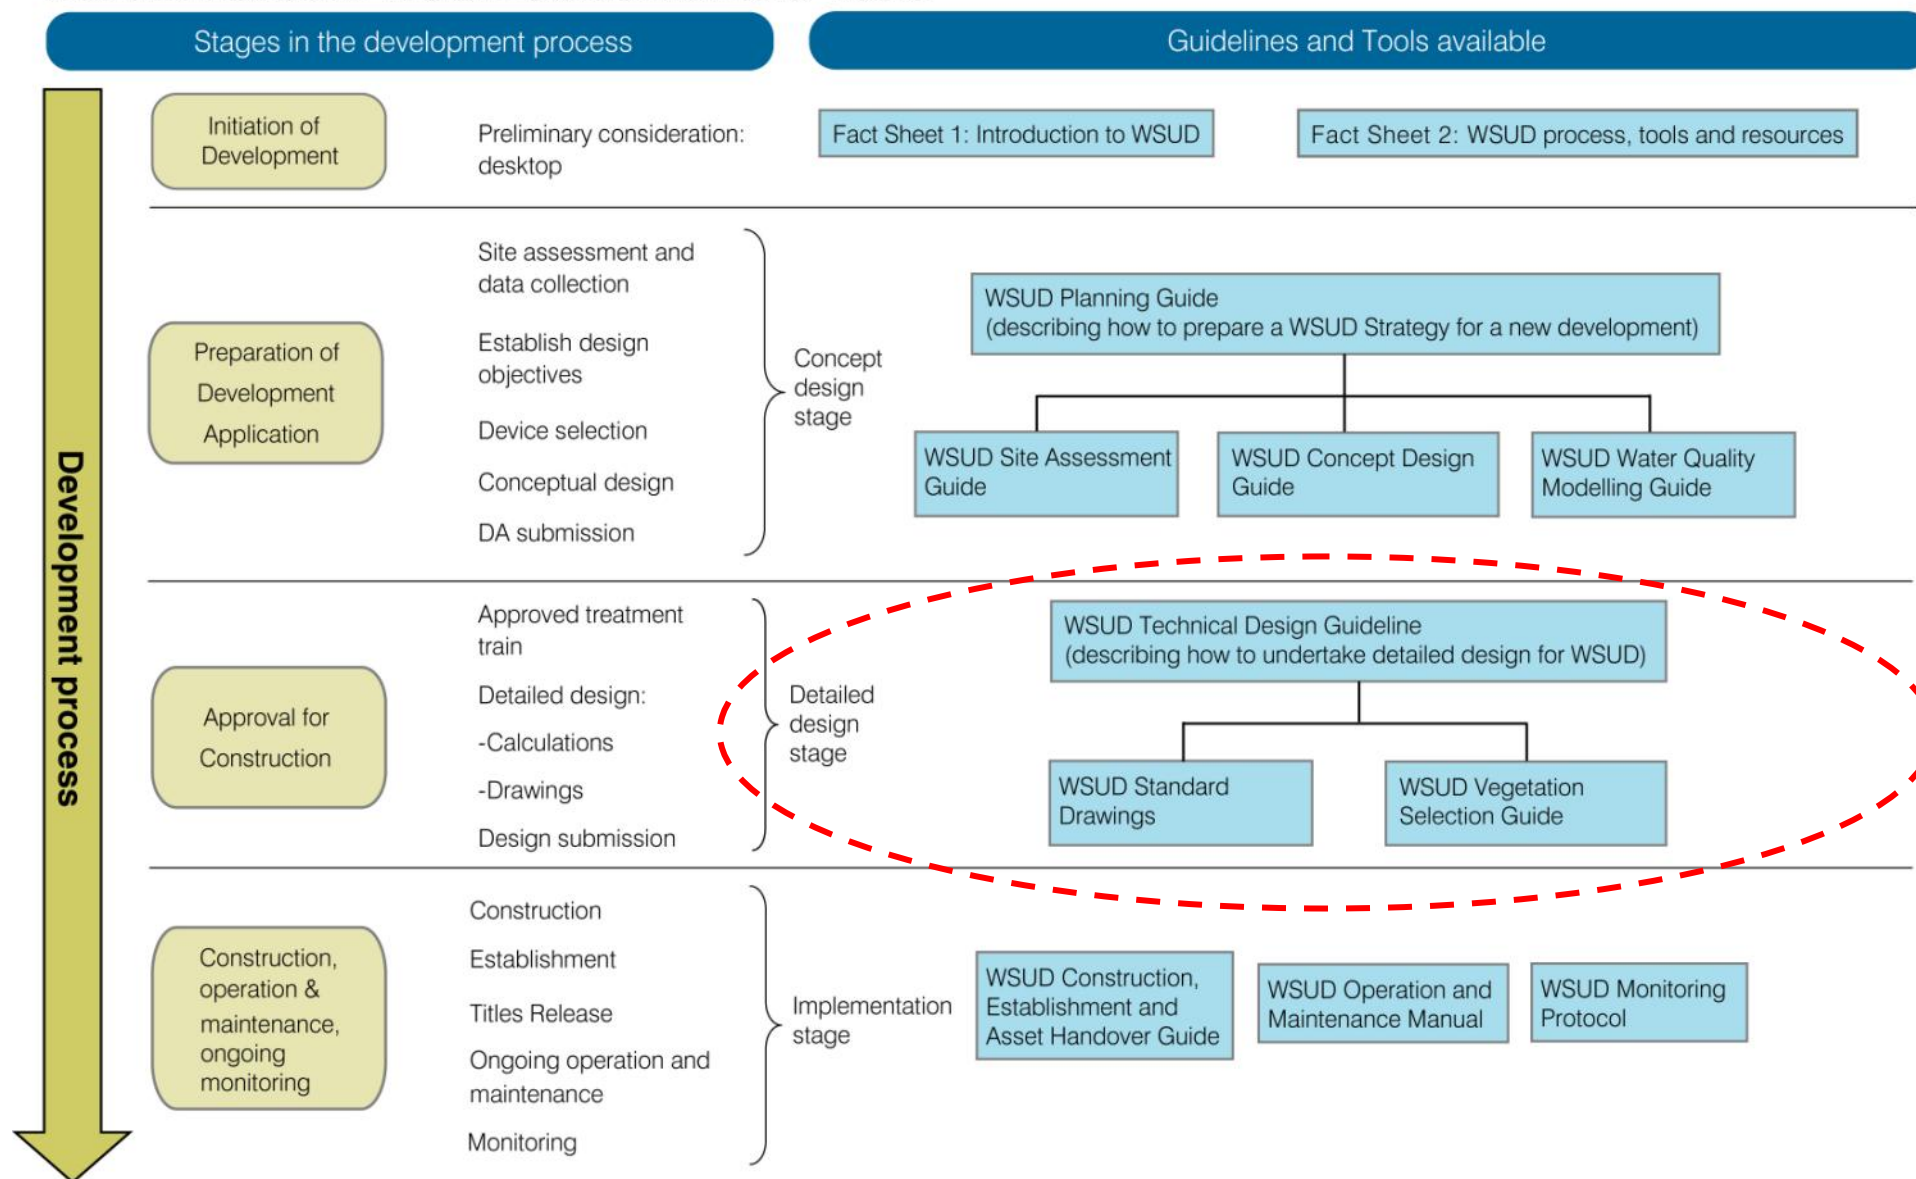 Stages in the development process
Guidelines and Tools available
Development process
Initiation of
Development
Preliminary consideration:
desktop
Fact Sheet 1: Introduction to WSUD
Fact Sheet 2: WSUD process, tools and resources
Preparation of
Development
Application
Site assessment and
data collection
Establish design
objectives
Device selection
Conceptual design
DA submission
Concept
design
stage
WSUD Planning Guide
(describing how to prepare a WSUD Strategy for a new development)
WSUD Site Assessment
Guide
WSUD Concept Design
Guide
WSUD Water Quality
Modelling Guide
Approval for
Construction
Approved treatment
train
Detailed design:
-Calculations
-Drawings
Design submission
Detailed
design
stage
WSUD Technical Design Guideline
(describing how to undertake detailed design for WSUD)
WSUD Standard
Drawings
WSUD Vegetation
Selection Guide
Construction,
operation &
maintenance,
ongoing
monitoring
Construction
Establishment
Titles Release
Ongoing operation and
maintenance
Monitoring
Implementation
stage
WSUD Construction,
Establishment and
Asset Handover Guide
WSUD Operation and
Maintenance Manual
WSUD Monitoring
Protocol